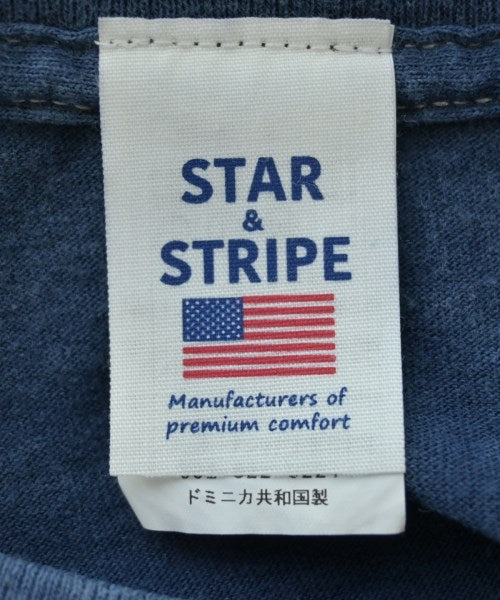 STAR
&
STRIPE
Manufacturers of
premium comfort
ドミニカ共和国製